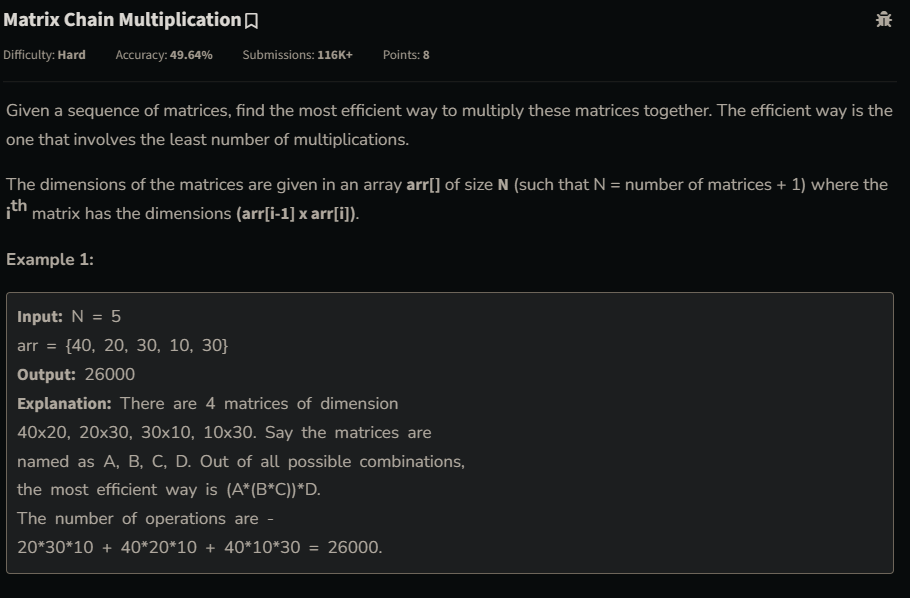 Matrix Chain Multiplication
Difficulty: Hard Accuracy: 49.64% Submissions: 116K+ Points: 8
Given a sequence of matrices, find the most efficient way to multiply these matrices together. The efficient way is the
one that involves the least number of multiplications.
The dimensions of the matrices are given in an array arr[] of size N (such that N = number of matrices + 1) where the
ith matrix has the dimensions (arr[i-1] x arr[i]).
Example 1:
Input: N = 5
arr = {40, 20, 30, 10, 30}
Output: 26000
Explanation: There are 4 matrices of dimension
40x20, 20x30, 30x10, 10x30. Say the matrices are
named as A, B, C, D. Out of all possible combinations,
the most efficient way is (A*(B*C))*D.
The number of operations are -
20*30*10 + 40*20*10 + 40*10*30 = 26000.